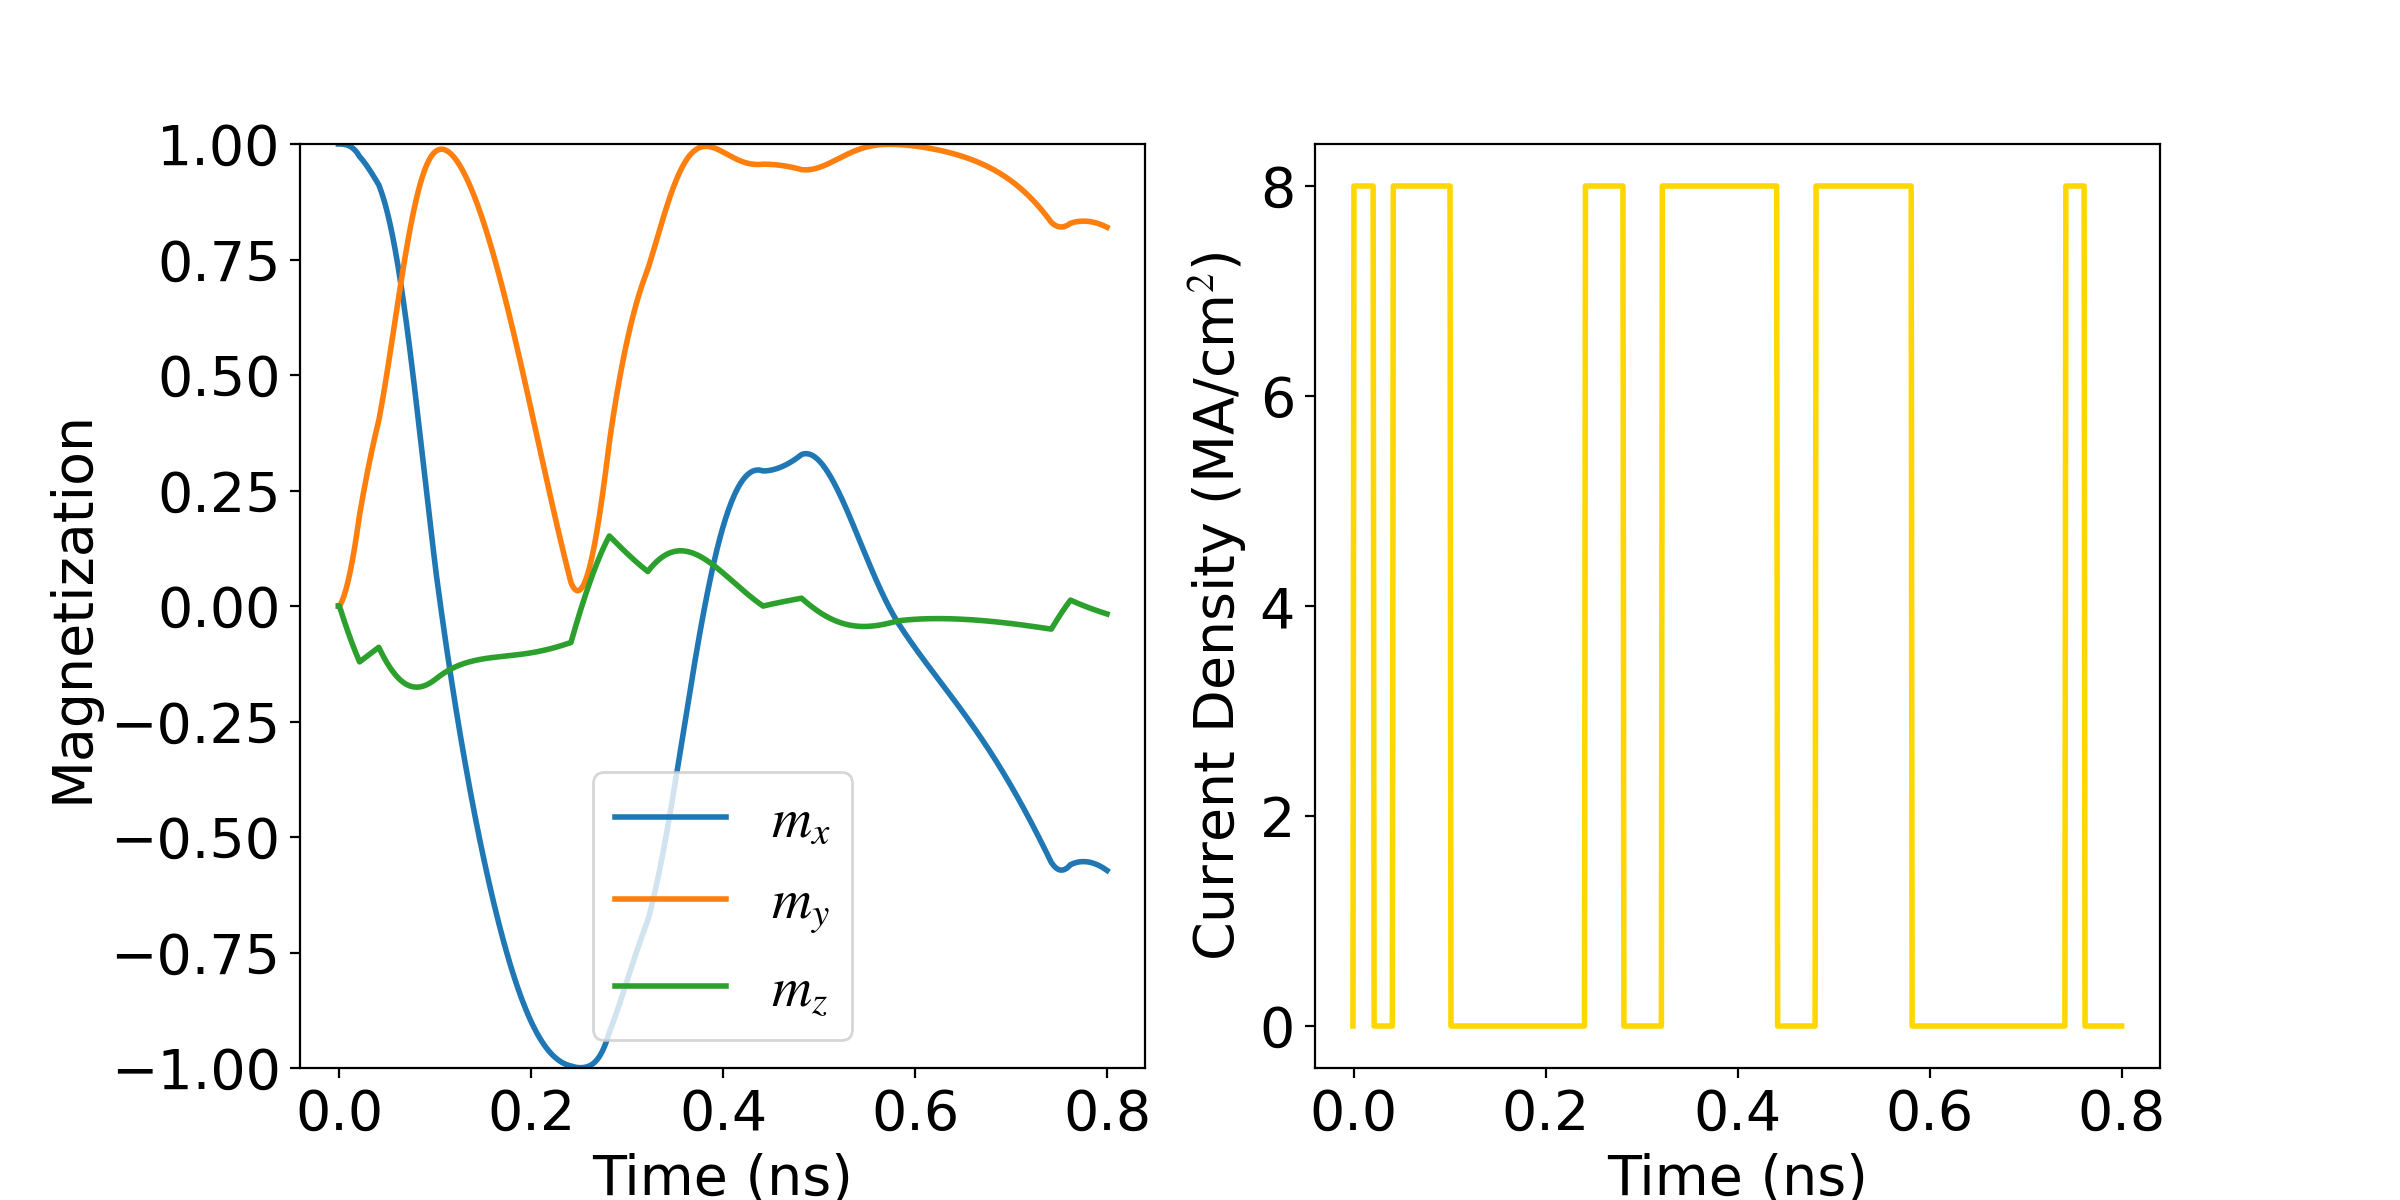 Magnetization
1.00
0.75
0.50
0.25
0.00
−0.25
−0.50
−0.75
−1.00
0.0 0.2 0.4 0.6 0.8
Time (ns)
m_x
m_y
m_z
Current Density (MA/cm²)
8
6
4
2
0
0.0 0.2 0.4 0.6 0.8
Time (ns)